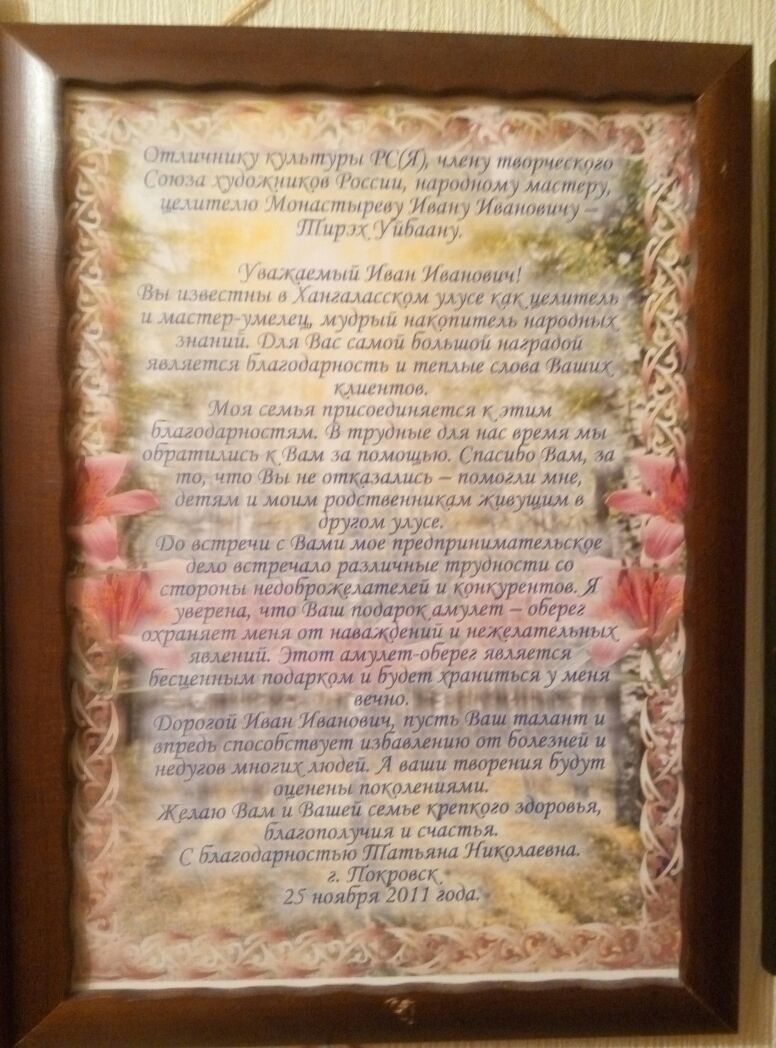 Отличнику культуры РС(Я), члену творческого
Союза художников России, народному мастеру,
целителю Монастыреву Ивану Ивановичу –
Тирэх Уйбаану.
Уважаемый Иван Иванович!
Вы известны в Хангаласском улусе как целитель
и мастер-умелец, мудрый накопитель народных
знаний. Для Вас самой большой наградой
является благодарность и теплые слова Ваших
клиентов.
Моя семья присоединяется к этим
благодарностям. В трудные для нас время мы
обратились к Вам за помощью. Спасибо Вам, за
то, что Вы не отказались – помогли мне,
детям и моим родственникам живущим в
другом улусе.
До встречи с Вами мое предпринимательское
дело встречало различные трудности со
стороны недоброжелателей и конкурентов. Я
уверена, что Ваш подарок амулет – оберег
охраняет меня от наваждений и нежелательных
явлений. Этот амулет-оберег является
бесценным подарком и будет храниться у меня
вечно.
Дорогой Иван Иванович, пусть Ваш талант и
впредь способствует избавлению от болезней и
недугов многих людей. А ваши творения будут
оценены поколениями.
Желаю Вам и Вашей семье крепкого здоровья,
благополучия и счастья.
С благодарностью Татьяна Николаевна.
г. Покровск
25 ноября 2011 года.